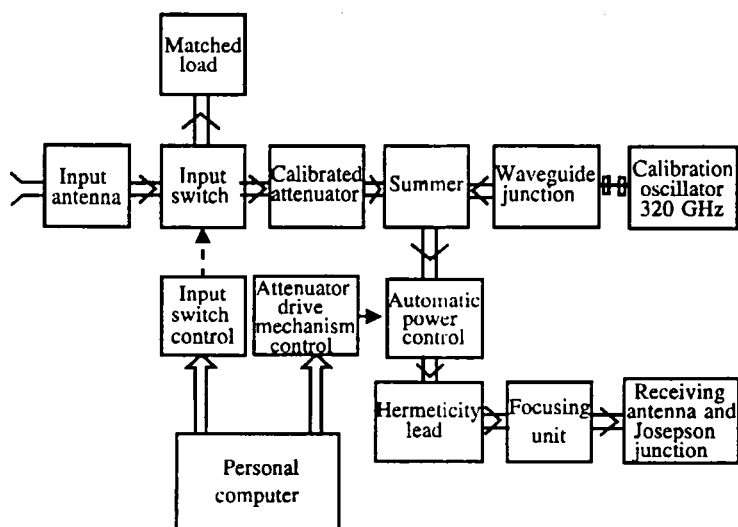 Matched
load
Input
antenna
Input
switch
Calibrated
attenuator
Summer
Waveguide
junction
Calibration
oscillator
320 GHz
Input
switch
control
Attenuator
drive
mechanism
control
Automatic
power
control
Hermeticity
lead
Focusing
unit
Receiving
antenna and
Josepson
junction
Personal
computer